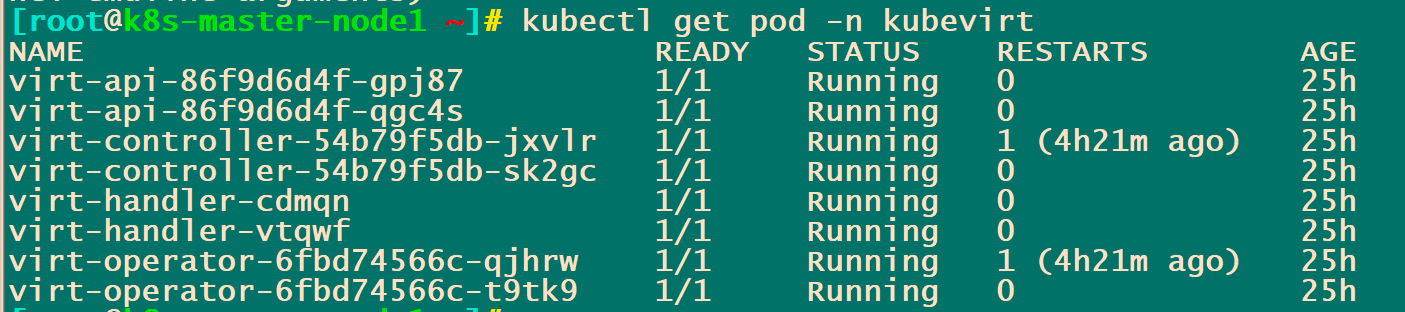 [root@k8s-master-node1 ~]# kubectl get pod -n kubevirt
NAME READY STATUS RESTARTS AGE
virt-api-86f9d6d4f-gpj87 1/1 Running 0 25h
virt-api-86f9d6d4f-qgc4s 1/1 Running 0 25h
virt-controller-54b79f5db-jxvlr 1/1 Running 1 (4h21m ago) 25h
virt-controller-54b79f5db-sk2gc 1/1 Running 0 25h
virt-handler-cdmqn 1/1 Running 0 25h
virt-handler-vtqwf 1/1 Running 0 25h
virt-operator-6fbd74566c-qjhrw 1/1 Running 1 (4h21m ago) 25h
virt-operator-6fbd74566c-t9tk9 1/1 Running 0 25h